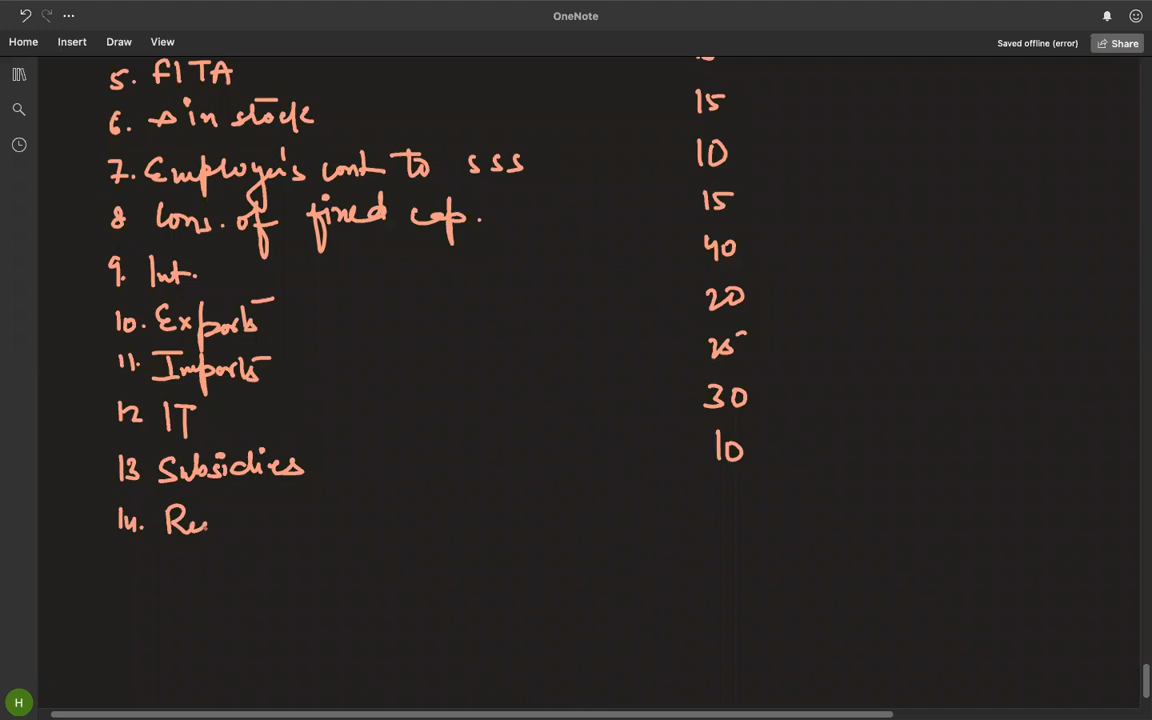 OneNote
Home Insert Draw View
Saved offline (error) Share
5. FITA
6. Δ in stock 15
7. Employer's cont to SSS 10
8 Cons. of fixed cap. 15
9. Int. 40
10. Exports 20
11. Imports 25
12 IT 30
13 Subsidies 10
14. Re
H